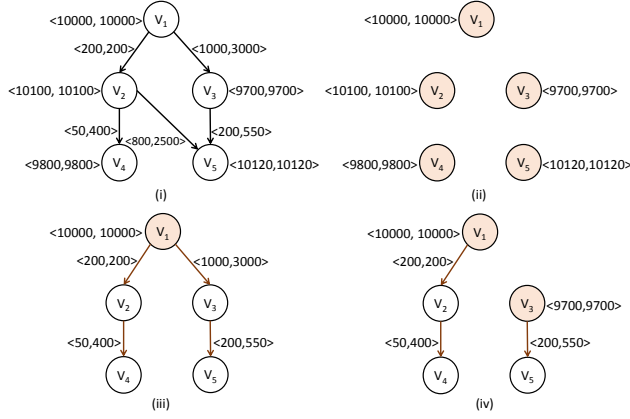 <10000, 10000> V1
<200,200> <1000,3000>
<10100, 10100> V2 V3 <9700,9700>
<50,400> <800,2500> <200,550>
<9800,9800> V4 V5 <10120,10120>
(i)
<10000, 10000> V1
<10100, 10100> V2 V3 <9700,9700>
<9800,9800> V4 V5 <10120,10120>
(ii)
<10000, 10000> V1
<200,200> <1000,3000>
V2 V3
<50,400> <200,550>
V4 V5
(iii)
<10000, 10000> V1
<200,200>
V2 V3 <9700,9700>
<50,400> <200,550>
V4 V5
(iv)